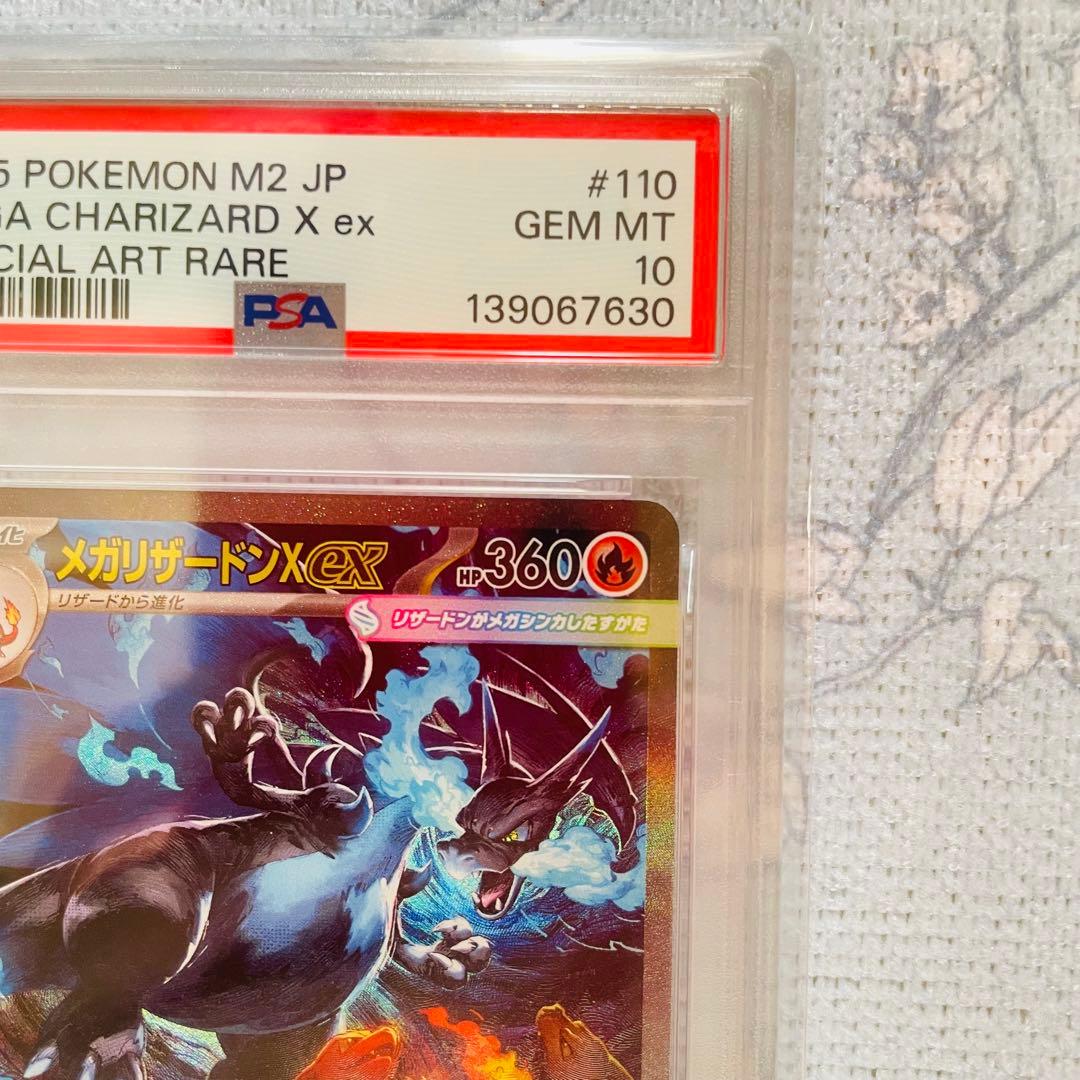 5 POKEMON M2 JP
#110
GA CHARIZARD X ex
GEM MT
CIAL ART RARE
10
PSA
139067630
メガリザードンXex
HP360
リザードから進化
リザードンがメガシンカしたすがた